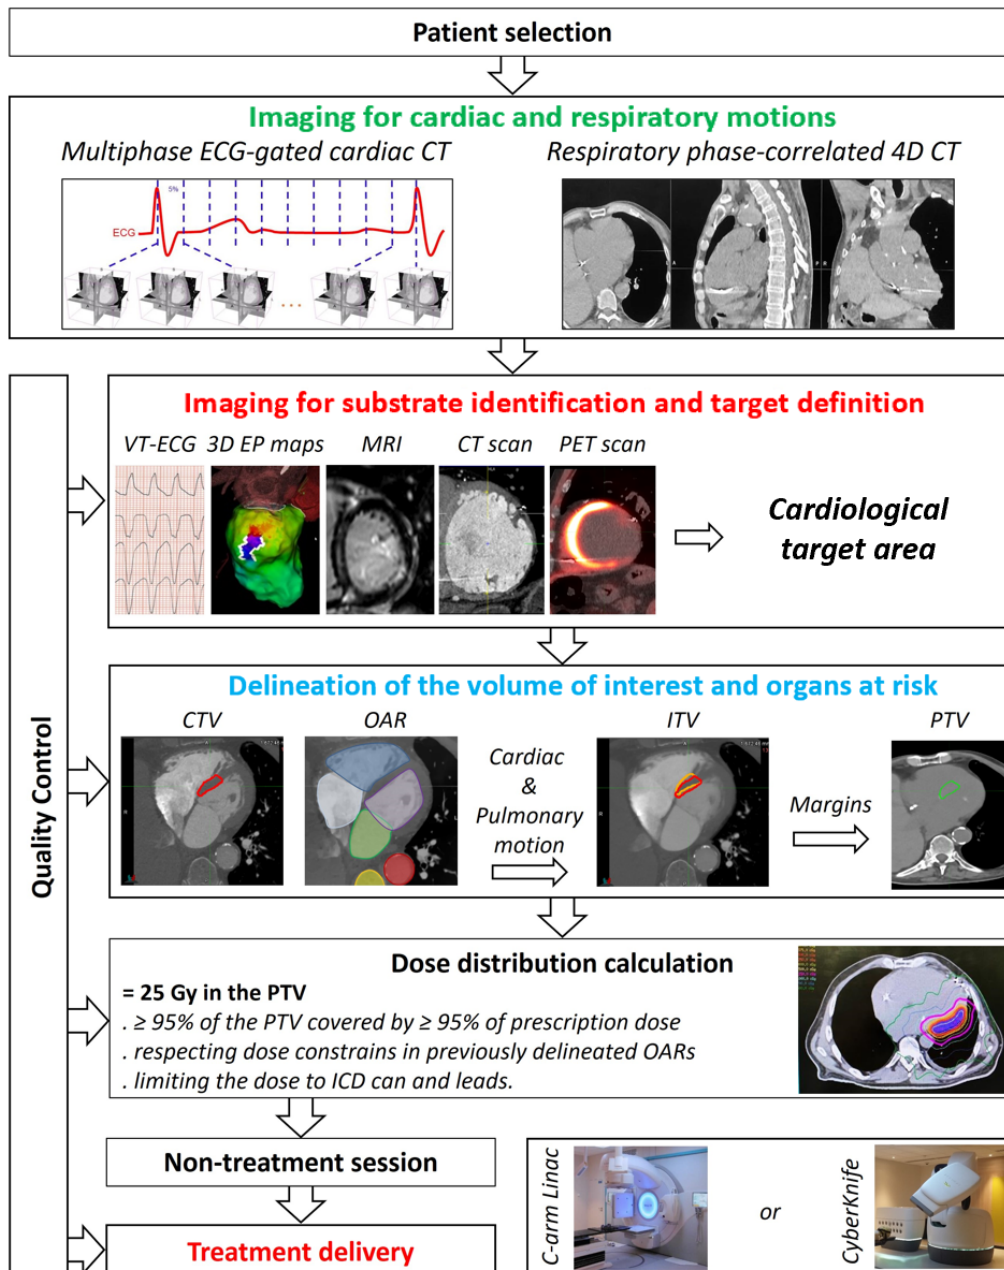 Patient selection
Imaging for cardiac and respiratory motions
Multiphase ECG-gated cardiac CT
Respiratory phase-correlated 4D CT
5%
ECG
...
Imaging for substrate identification and target definition
VT-ECG 3D EP maps MRI CT scan PET scan
Cardiological
target area
Quality Control
Delineation of the volume of interest and organs at risk
CTV
OAR
ITV
PTV
Cardiac
&
Pulmonary
motion
Margins
Dose distribution calculation
= 25 Gy in the PTV
. ≥ 95% of the PTV covered by ≥ 95% of prescription dose
. respecting dose constrains in previously delineated OARs
. limiting the dose to ICD can and leads.
Non-treatment session
Treatment delivery
C-arm Linac
or
CyberKnife